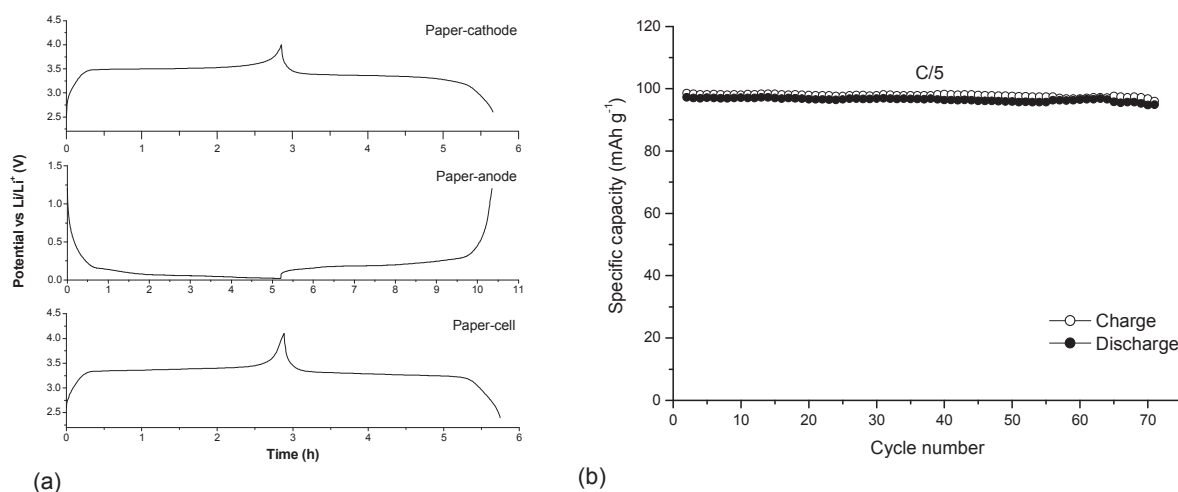 4.5
4.0
3.5
3.0
2.5
Paper-cathode
0 1 2 3 4 5 6
Potential vs Li/Li⁺ (V)
1.5
1.0
0.5
0.0
Paper-anode
0 1 2 3 4 5 6 7 8 9 10 11
4.5
4.0
3.5
3.0
2.5
Paper-cell
0 1 2 3 4 5 6
Time (h)
(a)
120
100
80
60
40
20
0
Specific capacity (mAh g⁻¹)
C/5
Charge
Discharge
0 10 20 30 40 50 60 70
Cycle number
(b)